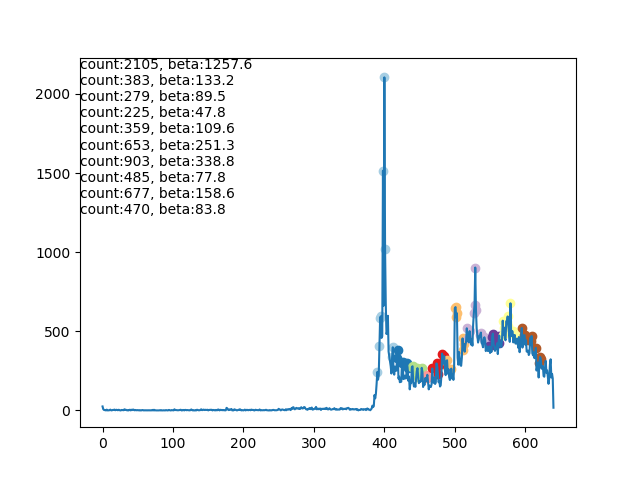 count:2105, beta:1257.6
count:383, beta:133.2
count:279, beta:89.5
count:225, beta:47.8
count:359, beta:109.6
count:653, beta:251.3
count:903, beta:338.8
count:485, beta:77.8
count:677, beta:158.6
count:470, beta:83.8
2000
1500
1000
500
0
0 100 200 300 400 500 600